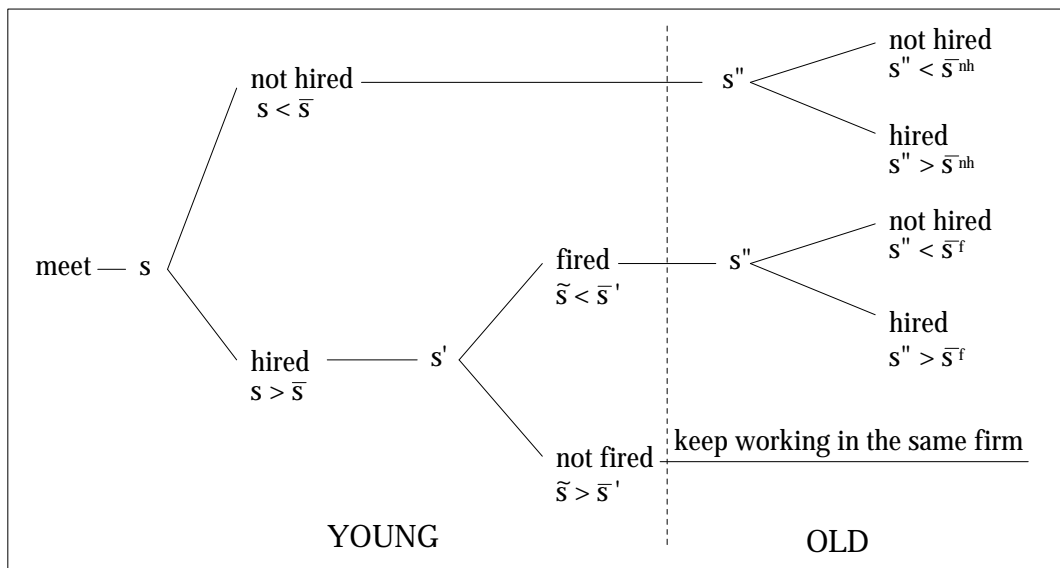 not hired
s < s̅
s"
not hired
s" < s̅ⁿʰ
hired
s" > s̅ⁿʰ
meet
s
hired
s > s̅
s'
fired
s̃ < s̅ '
s"
not hired
s" < s̅ᶠ
hired
s" > s̅ᶠ
not fired
s̃ > s̅ '
keep working in the same firm
YOUNG
OLD